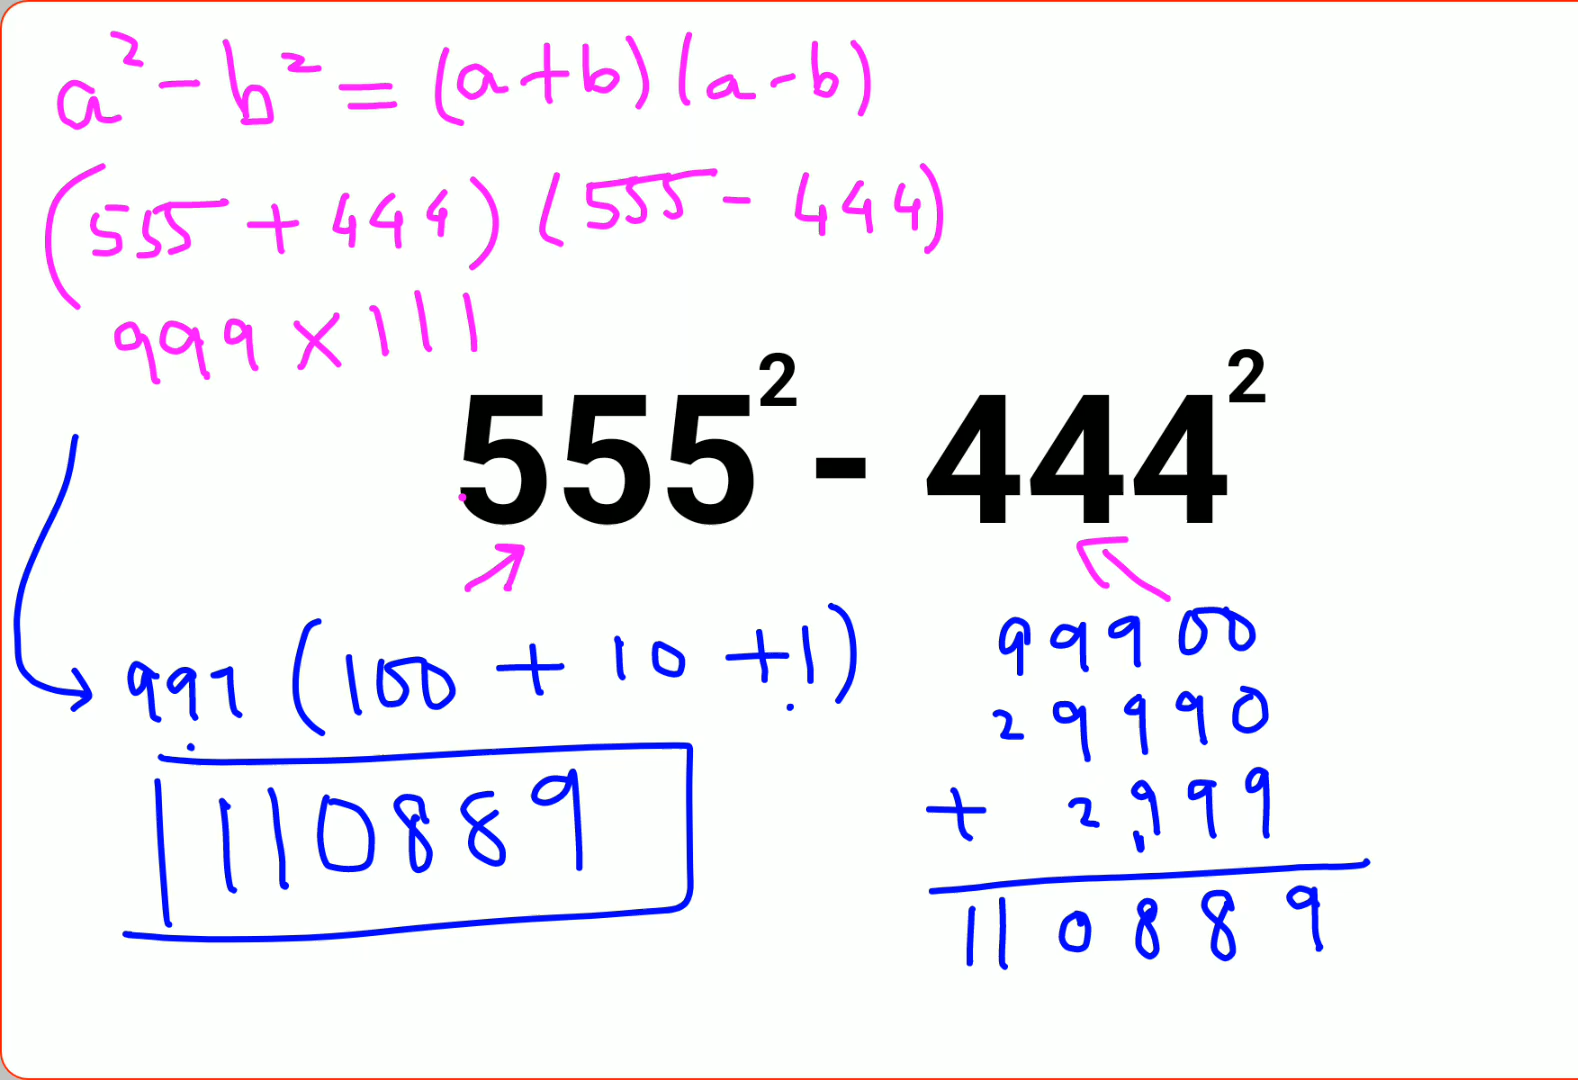 a² - b² = (a+b)(a-b)
(555 + 444)(555 - 444)
999 × 111
555² - 444²
999 (100 + 10 + 1)
99900
29990
+ 2,999
110889
110889